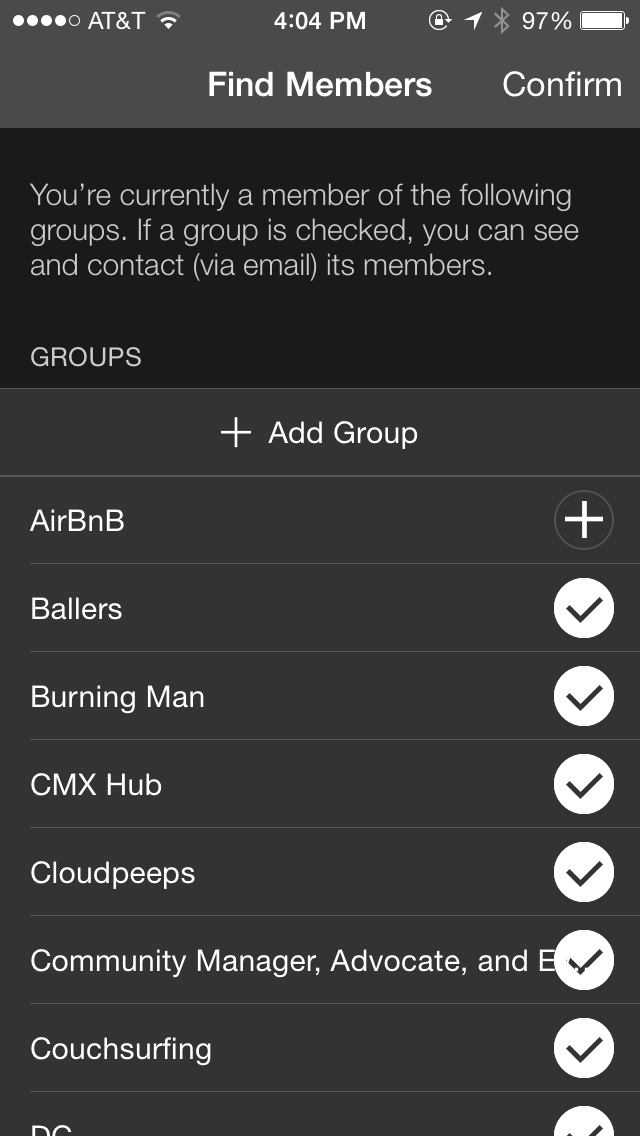 AT&T 4:04 PM 97%
Find Members Confirm
You’re currently a member of the following
groups. If a group is checked, you can see
and contact (via email) its members.
GROUPS
Add Group
AirBnB
Ballers
Burning Man
CMX Hub
Cloudpeeps
Community Manager, Advocate, and E
Couchsurfing
DC